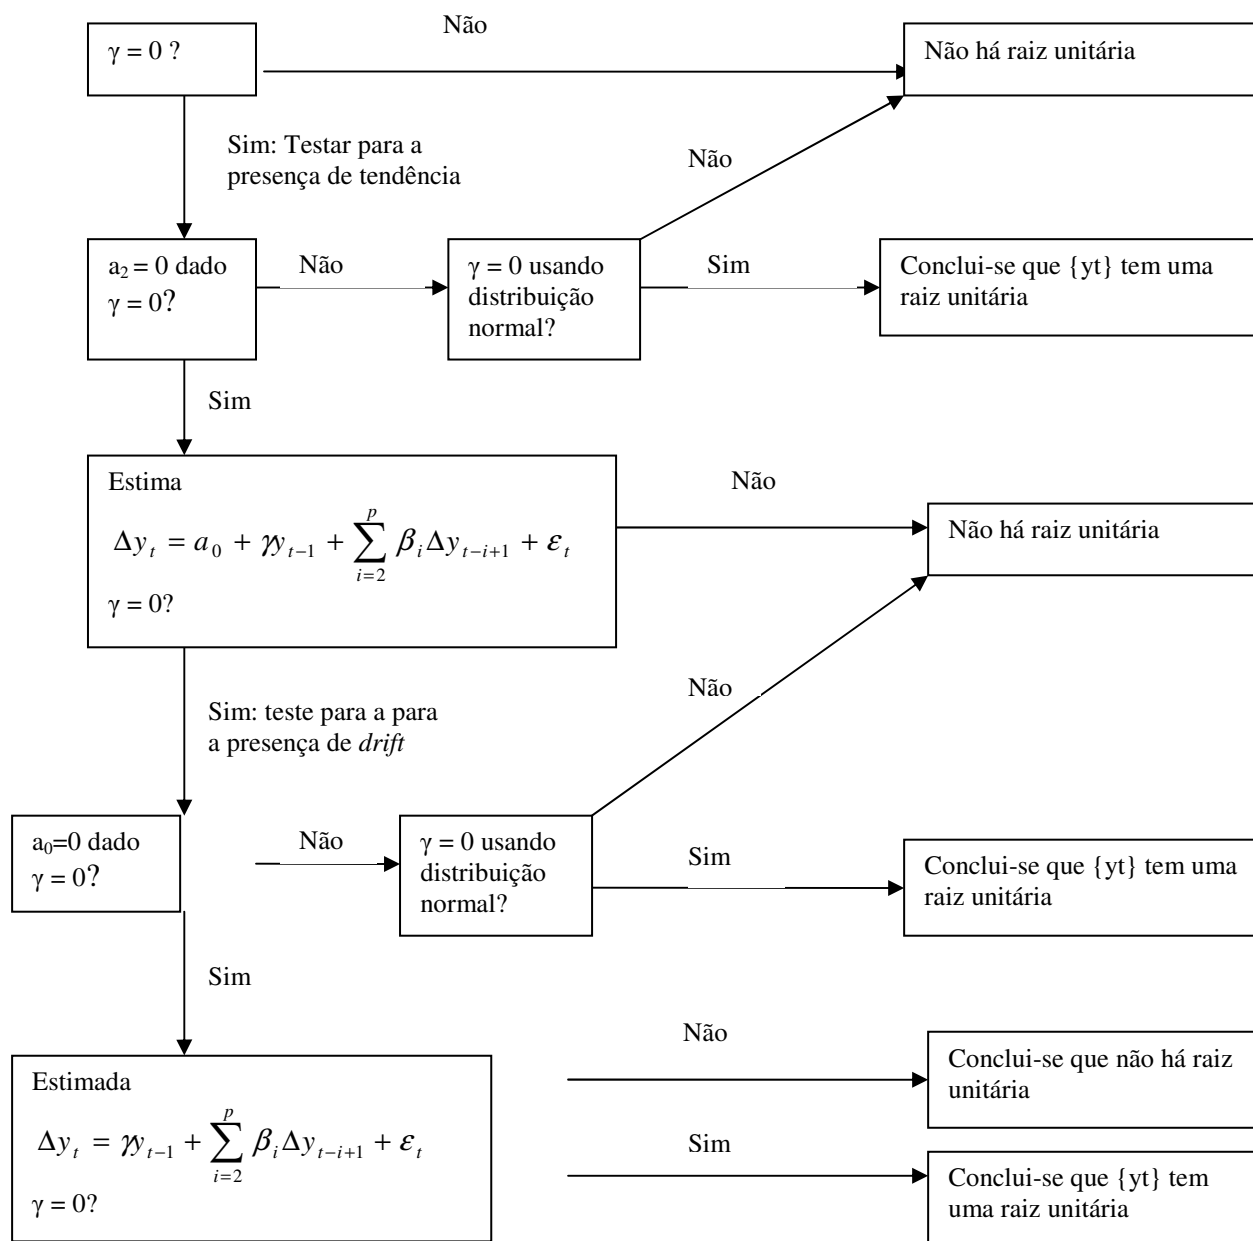 Não
γ = 0 ?
Não há raiz unitária
Sim: Testar para a
presença de tendência
Não
a₂ = 0 dado
γ = 0?
Não
γ = 0 usando
distribuição
normal?
Sim
Conclui-se que {yt} tem uma
raiz unitária
Sim
Estima
Δy_t = a_0 + γy_{t−1} + \sum_{i=2}^{p} β_i Δy_{t−i+1} + ε_t
γ = 0?
Não
Não há raiz unitária
Sim: teste para a para
a presença de drift
Não
a₀=0 dado
γ = 0?
Não
γ = 0 usando
distribuição
normal?
Sim
Conclui-se que {yt} tem uma
raiz unitária
Sim
Estimada
Δy_t = γy_{t−1} + \sum_{i=2}^{p} β_i Δy_{t−i+1} + ε_t
γ = 0?
Não
Conclui-se que não há raiz
unitária
Sim
Conclui-se que {yt} tem
uma raiz unitária